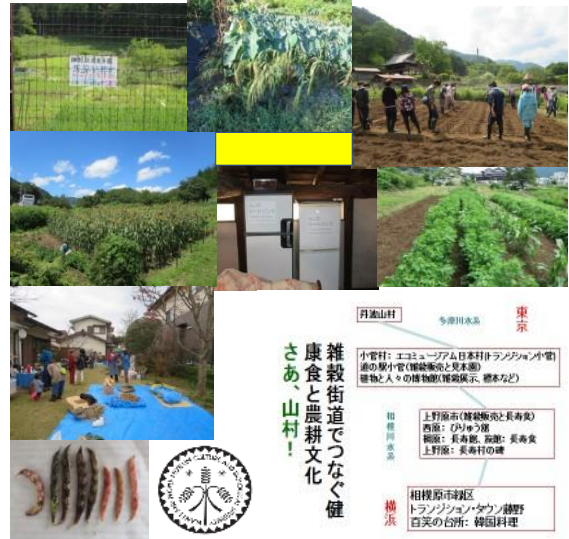 雑穀街道でつなぐ健
康食と農耕文化
さあ、山村！
丹波山村
多摩川水系
東京
小菅村：エコミュージアム日本村(トランジション小菅)
道の駅小菅(雑穀販売と見本園)
植物と人々の博物館(雑穀展示、標本など)
相模川水系
上野原市(雑穀販売と長寿食)
西原：びりゅう館
棡原：長寿館、旅館：長寿食
上野原：長寿村の碑
横浜
相模原市緑区
トランジション・タウン藤野
百笑の台所：韓国料理